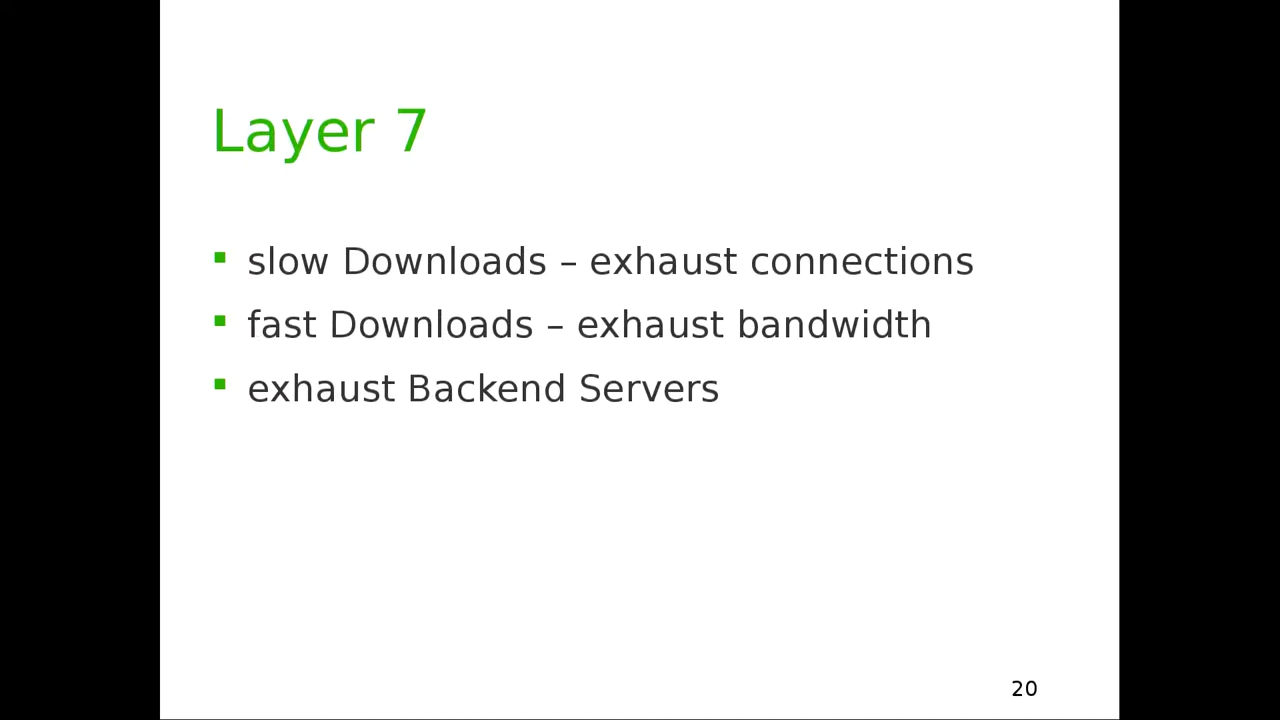 Layer 7
▪ slow Downloads – exhaust connections
▪ fast Downloads – exhaust bandwidth
▪ exhaust Backend Servers
20